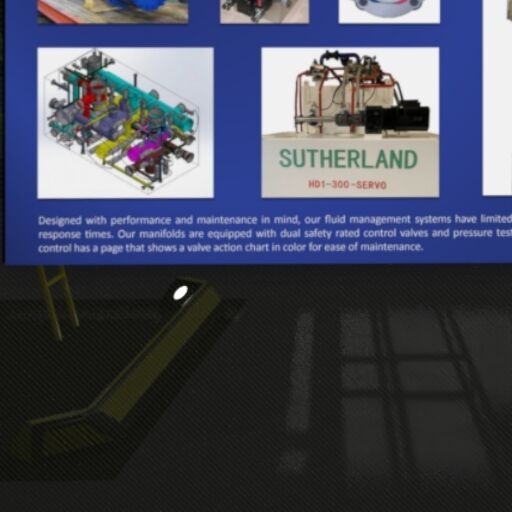 SUTHERLAND
HD1-300-SERVO
Designed with performance and maintenance in mind, our fluid management systems have limited
response times. Our manifolds are equipped with dual safety rated control valves and pressure test
control has a page that shows a valve action chart in color for ease of maintenance.